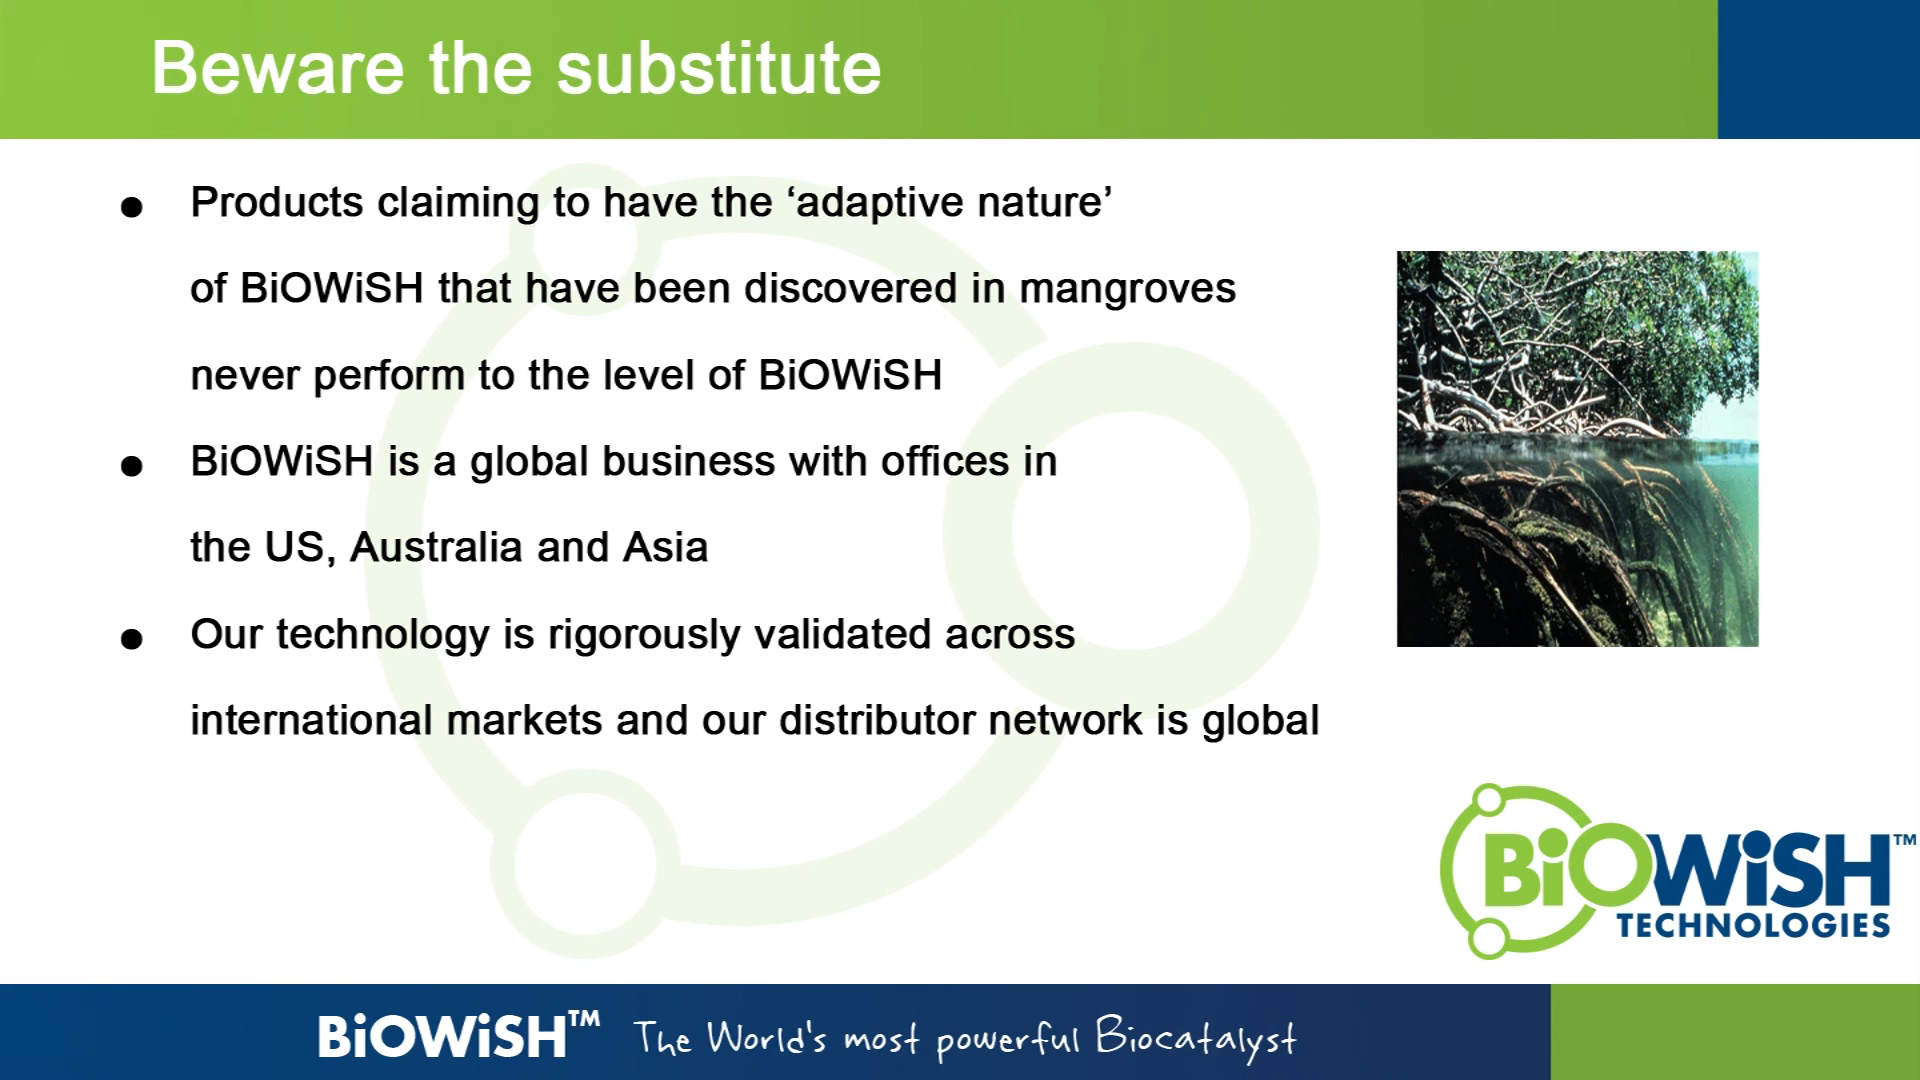 Beware the substitute
● Products claiming to have the ‘adaptive nature’
of BiOWiSH that have been discovered in mangroves
never perform to the level of BiOWiSH
● BiOWiSH is a global business with offices in
the US, Australia and Asia
● Our technology is rigorously validated across
international markets and our distributor network is global
BiOWiSH™
TECHNOLOGIES
BiOWiSH™ The World's most powerful Biocatalyst